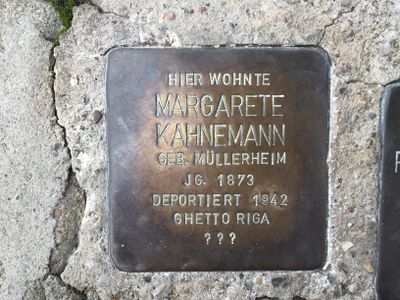 HIER WOHNTE
MARGARETE
KAHNEMANN
GEB. MÜLLERHEIM
JG. 1873
DEPORTIERT 1942
GHETTO RIGA
???